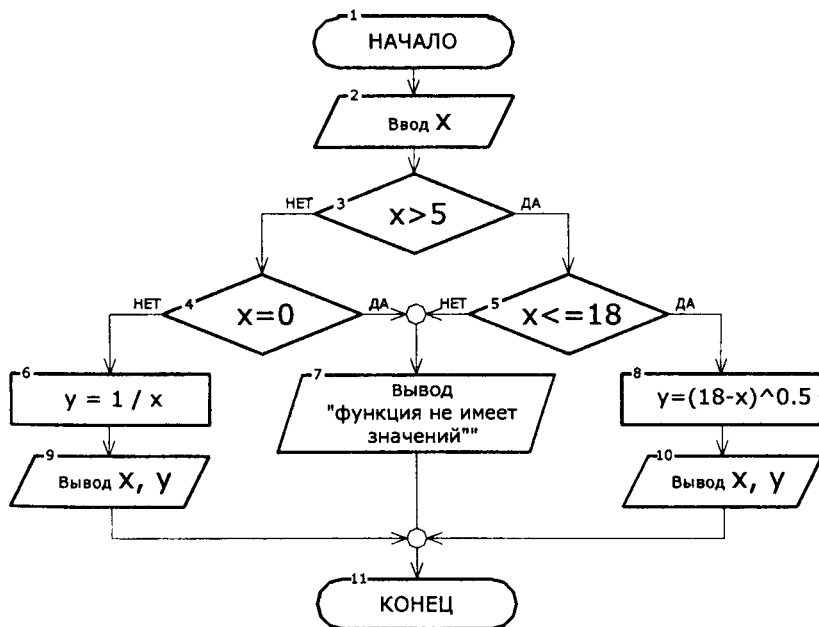 1
НАЧАЛО
2
Ввод X
3
НЕТ
x>5
ДА
4
НЕТ
x=0
ДА
НЕТ
5
x<=18
ДА
6
y = 1 / x
7
Вывод
"функция не имеет
значений""
8
y=(18-x)^0.5
9
Вывод X, y
10
Вывод X, y
11
КОНЕЦ